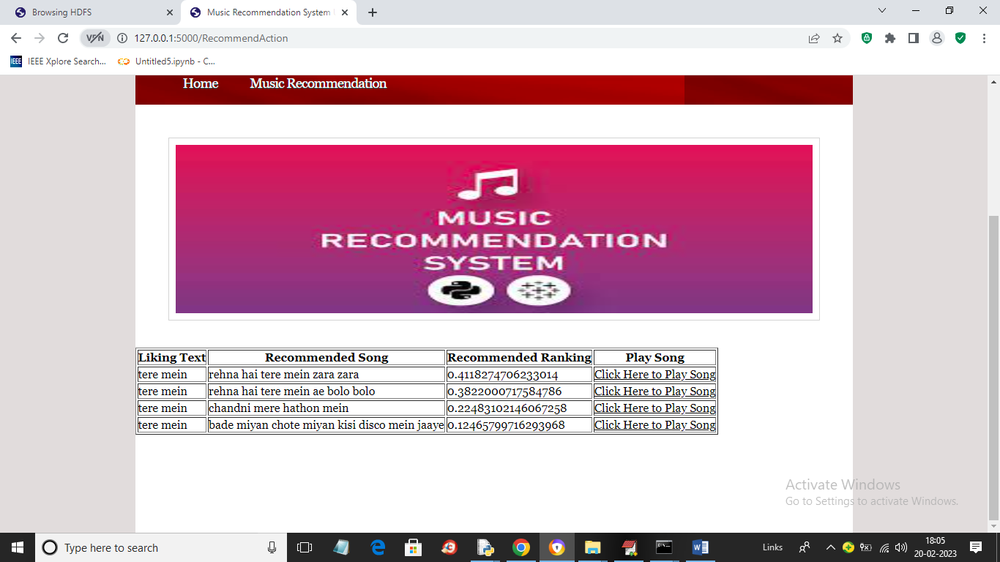 Browsing HDFS
Music Recommendation System
127.0.0.1:5000/RecommendAction
IEEE Xplore Search...
Untitled5.ipynb - C...
Home Music Recommendation
MUSIC
RECOMMENDATION
SYSTEM
Liking Text Recommended Song Recommended Ranking Play Song
tere mein rehna hai tere mein zara zara 0.4118274706233014 Click Here to Play Song
tere mein rehna hai tere mein ae bolo bolo 0.3822000717584786 Click Here to Play Song
tere mein chandni mere hathon mein 0.22483102146067258 Click Here to Play Song
tere mein bade miyan chote miyan kisi disco mein jaaye 0.12465799716293968 Click Here to Play Song
Activate Windows
Go to Settings to activate Windows.
Type here to search
Links
18:05
20-02-2023